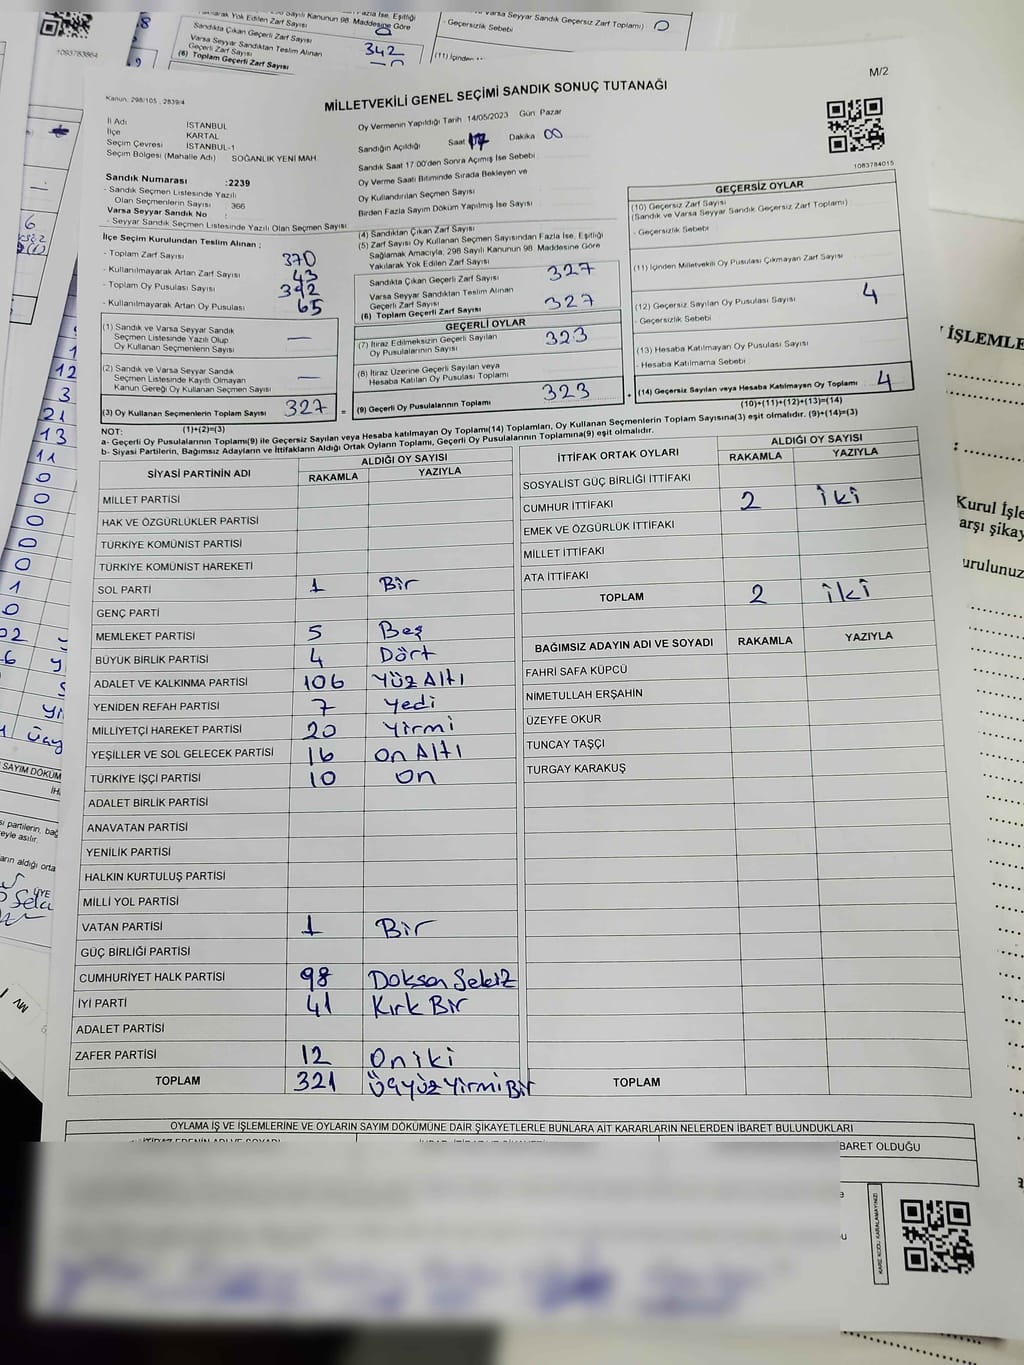 MİLLETVEKİLİ GENEL SEÇİMİ SANDIK SONUÇ TUTANAĞI
M/2
Kanun: 298/105 , 2839/4
1083784015
İl Adı İSTANBUL
İlçe KARTAL
Seçim Çevresi İSTANBUL-1
Seçim Bölgesi (Mahalle Adı) SOĞANLIK YENİ MAH.
Sandık Numarası :2239
- Sandık Seçmen Listesinde Yazılı
Olan Seçmenlerin Sayısı : 366
Varsa Seyyar Sandık No :
- Seyyar Sandık Seçmen Listesinde Yazılı Olan Seçmen Sayısı
Oy Vermenin Yapıldığı Tarih 14/05/2023 Gün Pazar
Sandığın Açıldığı Saat 17 Dakika 00
Sandık Saat 17:00'den Sonra Açımış İse Sebebi
Oy Verme Saati Bitiminde Sırada Bekleyen ve
Oy Kullandırılan Seçmen Sayısı
Birden Fazla Sayım Döküm Yapılmış İse Sayısı
İlçe Seçim Kurulundan Teslim Alınan ;
- Toplam Zarf Sayısı 370
- Kullanılmayarak Artan Zarf Sayısı 43
- Toplam Oy Pusulası 392
- Kullanılmayarak Artan Oy Pusulası 65
(1) Sandık ve Varsa Seyyar Sandık
Seçmen Listesinde Yazılı Olup
Oy Kullanan Seçmenlerin Sayısı —
(2) Sandık ve Varsa Seyyar Sandık
Seçmen Listesinde Kayıtlı Olmayan
Kanun Gereği Oy Kullanan Seçmen Sayısı —
(3) Oy Kullanan Seçmenlerin Toplam Sayısı 327
(1)+(2)=(3)
(4) Sandıktan Çıkan Zarf Sayısı
(5) Zarf Sayısı Oy Kullanan Seçmen Sayısından Fazla İse, Eşitliği
Sağlamak Amacıyla; 298 Sayılı Kanunun 98. Maddesine Göre
Yakılarak Yok Edilen Zarf Sayısı
Sandıkta Çıkan Geçerli Zarf Sayısı 327
Varsa Seyyar Sandıktan Teslim Alınan
Geçerli Zarf Sayısı
(6) Toplam Geçerli Zarf Sayısı 327
GEÇERLİ OYLAR
(7) İtiraz Edilmeksizin Geçerli Sayılan
Oy Pusulalarının Sayısı 323
(8) İtiraz Üzerine Geçerli Sayılan veya
Hesaba Katılan Oy Pusulası Toplamı
= (9) Geçerli Oy Pusulalarının Toplamı 323
GEÇERSİZ OYLAR
(10) Geçersiz Zarf Sayısı
(Sandık ve Varsa Seyyar Sandık Geçersiz Zarf Toplamı)
- Geçersizlik Sebebi
(11) İçinden Milletvekili Oy Pusulası Çıkmayan Zarf Sayısı
(12) Geçersiz Sayılan Oy Pusulası Sayısı 4
- Geçersizlik Sebebi
(13) Hesaba Katılmayan Oy Pusulası Sayısı
- Hesaba Katılmama Sebebi
+ (14) Geçersiz Sayılan veya Hesaba Katılmayan Oy Toplamı 4
(10)+(11)+(12)+(13)=(14)
NOT:
a- Geçerli Oy Pusulaları Toplamı(9) ile Geçersiz Sayılan veya Hesaba katılmayan Oy Toplamı(14) Toplamları, Oy Kullanan Seçmenlerin Toplam Sayısına(3) eşit olmalıdır. (9)+(14)=(3)
b- Siyasi Partilerin, Bağımsız Adayların ve İttifakların Aldığı Ortak Oyların Toplamı, Geçerli Oy Pusulalarının Toplamına(9) eşit olmalıdır.
SİYASİ PARTİNİN ADI ALDIĞI OY SAYISI
RAKAMLA YAZIYLA
MİLLET PARTİSİ
HAK VE ÖZGÜRLÜKLER PARTİSİ
TÜRKİYE KOMÜNİST PARTİSİ
TÜRKİYE KOMÜNİST HAREKETİ
SOL PARTİ 1 Bir
GENÇ PARTİ
MEMLEKET PARTİSİ 5 Beş
BÜYÜK BİRLİK PARTİSİ 4 Dört
ADALET VE KALKINMA PARTİSİ 106 Yüz Altı
YENİDEN REFAH PARTİSİ 7 Yedi
MİLLİYETÇİ HAREKET PARTİSİ 20 Yirmi
YEŞİLLER VE SOL GELECEK PARTİSİ 16 On Altı
TÜRKİYE İŞÇİ PARTİSİ 10 On
ADALET BİRLİK PARTİSİ
ANAVATAN PARTİSİ
YENİLİK PARTİSİ
HALKIN KURTULUŞ PARTİSİ
MİLLİ YOL PARTİSİ
VATAN PARTİSİ 1 Bir
GÜÇ BİRLİĞİ PARTİSİ
CUMHURİYET HALK PARTİSİ 98 Doksan Sekiz
İYİ PARTİ 41 Kırk Bir
ADALET PARTİSİ
ZAFER PARTİSİ 12 Oniki
TOPLAM 321 Üçyüz Yirmi Bir
İTTİFAK ORTAK OYLARI ALDIĞI OY SAYISI
RAKAMLA YAZIYLA
SOSYALİST GÜÇ BİRLİĞİ İTTİFAKI
CUMHUR İTTİFAKI 2 İki
EMEK VE ÖZGÜRLÜK İTTİFAKI
MİLLET İTTİFAKI
ATA İTTİFAKI
TOPLAM 2 İki
BAĞIMSIZ ADAYIN ADI VE SOYADI RAKAMLA YAZIYLA
FAHRİ SAFA KÜPCÜ
NİMETULLAH ERŞAHİN
ÜZEYFE OKUR
TUNCAY TAŞÇI
TURGAY KARAKUŞ
TOPLAM
OYLAMA İŞ VE İŞLEMLERİNE VE OYLARIN SAYIM DÖKÜMÜNE DAİR ŞİKAYETLERLE BUNLARA AİT KARARLARIN NELERDEN İBARET BULUNDUKLARI
BARET OLDUĞU
KARE KODU KARALAMAYINIZ!